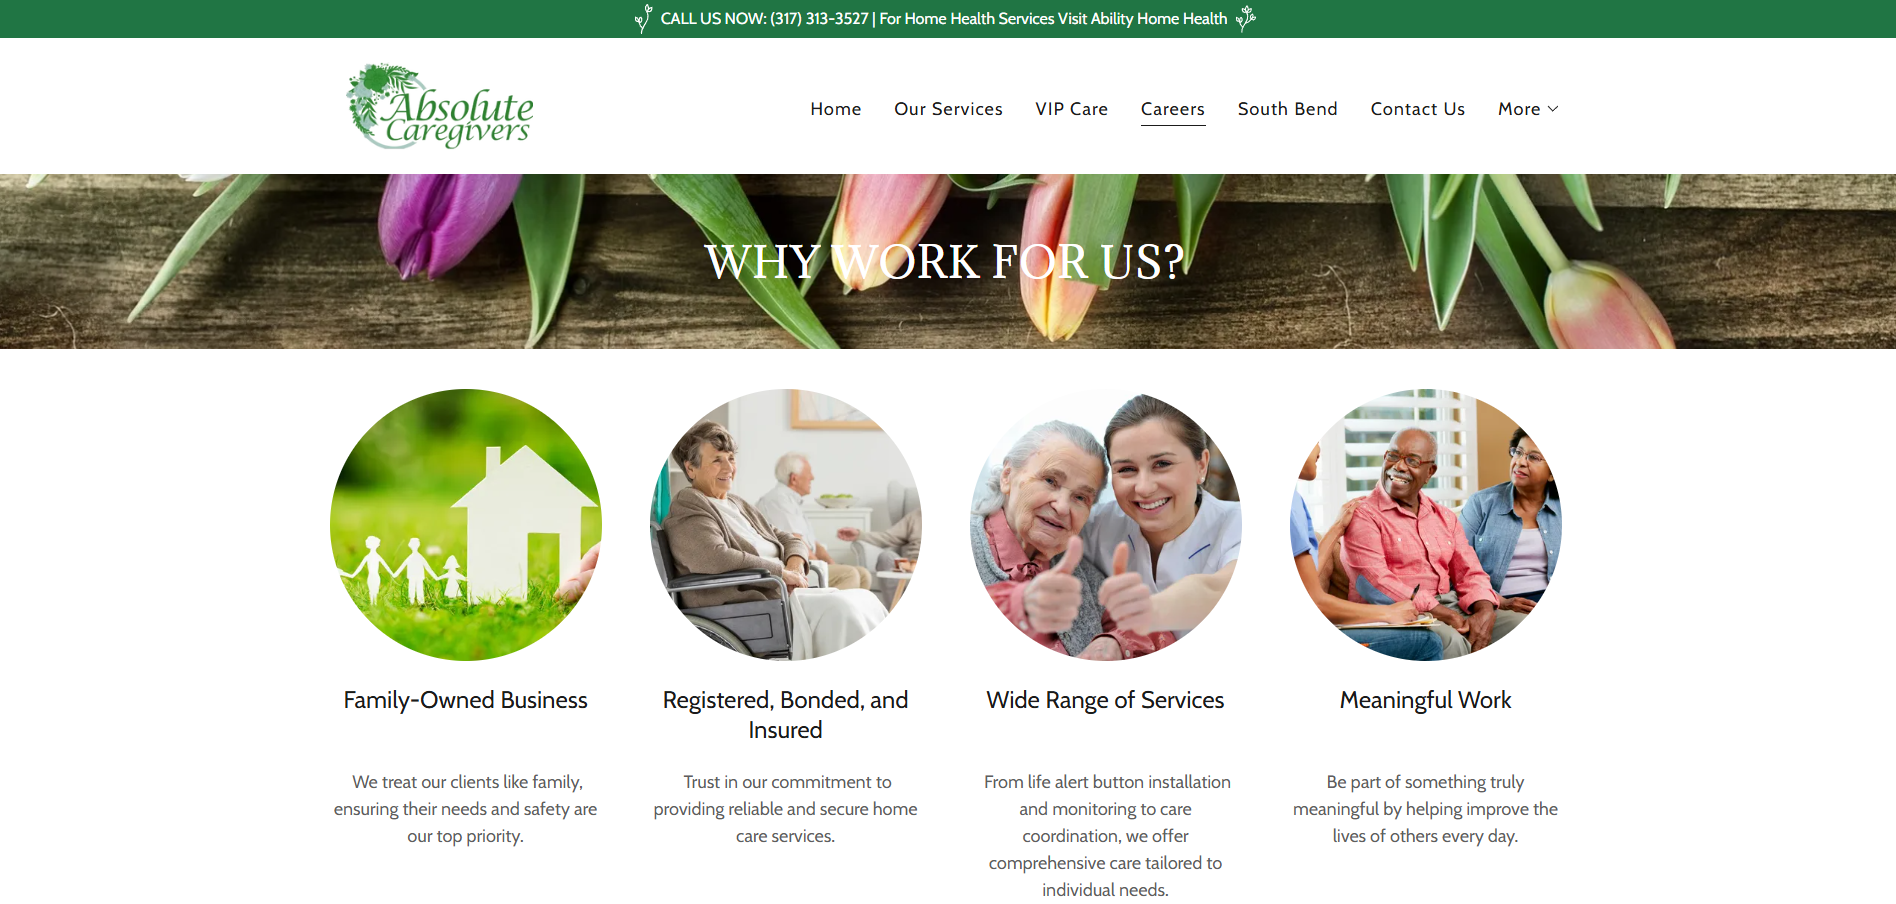 CALL US NOW: (317) 313-3527 | For Home Health Services Visit Ability Home Health
Absolute
Caregivers
Home Our Services VIP Care Careers South Bend Contact Us More
WHY WORK FOR US?
Family-Owned Business
We treat our clients like family,
ensuring their needs and safety are
our top priority.
Registered, Bonded, and
Insured
Trust in our commitment to
providing reliable and secure home
care services.
Wide Range of Services
From life alert button installation
and monitoring to care
coordination, we offer
comprehensive care tailored to
individual needs.
Meaningful Work
Be part of something truly
meaningful by helping improve the
lives of others every day.